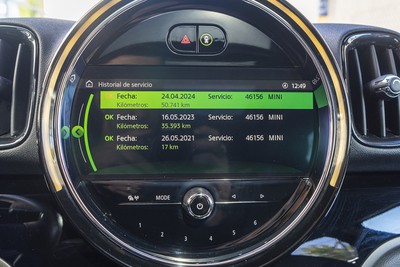 Historial de servicio 12:49
Fecha: 24.04.2024 Servicio: 46156 MINI
Kilómetros: 50.741 km
OK Fecha: 16.05.2023 Servicio: 46156 MINI
Kilómetros: 35.393 km
OK Fecha: 26.05.2021 Servicio: 46156 MINI
Kilómetros: 17 km
MODE
1 2 3 4 5 6